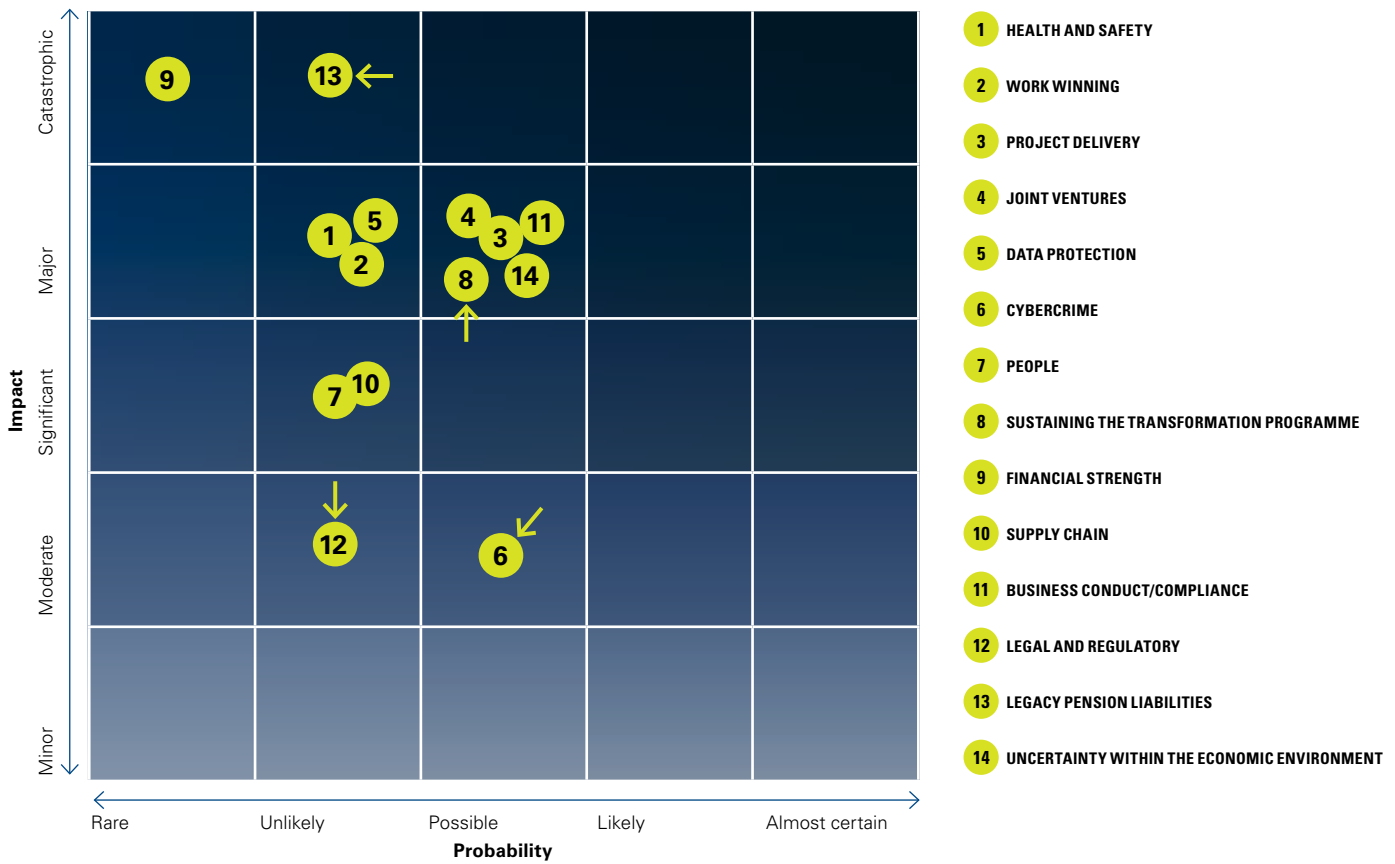 Impact
Catastrophic
Major
Significant
Moderate
Minor
9
13
1
5
2
4
3
11
8
14
7
10
12
6
Rare
Unlikely
Possible
Likely
Almost certain
Probability
1 HEALTH AND SAFETY
2 WORK WINNING
3 PROJECT DELIVERY
4 JOINT VENTURES
5 DATA PROTECTION
6 CYBERCRIME
7 PEOPLE
8 SUSTAINING THE TRANSFORMATION PROGRAMME
9 FINANCIAL STRENGTH
10 SUPPLY CHAIN
11 BUSINESS CONDUCT/COMPLIANCE
12 LEGAL AND REGULATORY
13 LEGACY PENSION LIABILITIES
14 UNCERTAINTY WITHIN THE ECONOMIC ENVIRONMENT